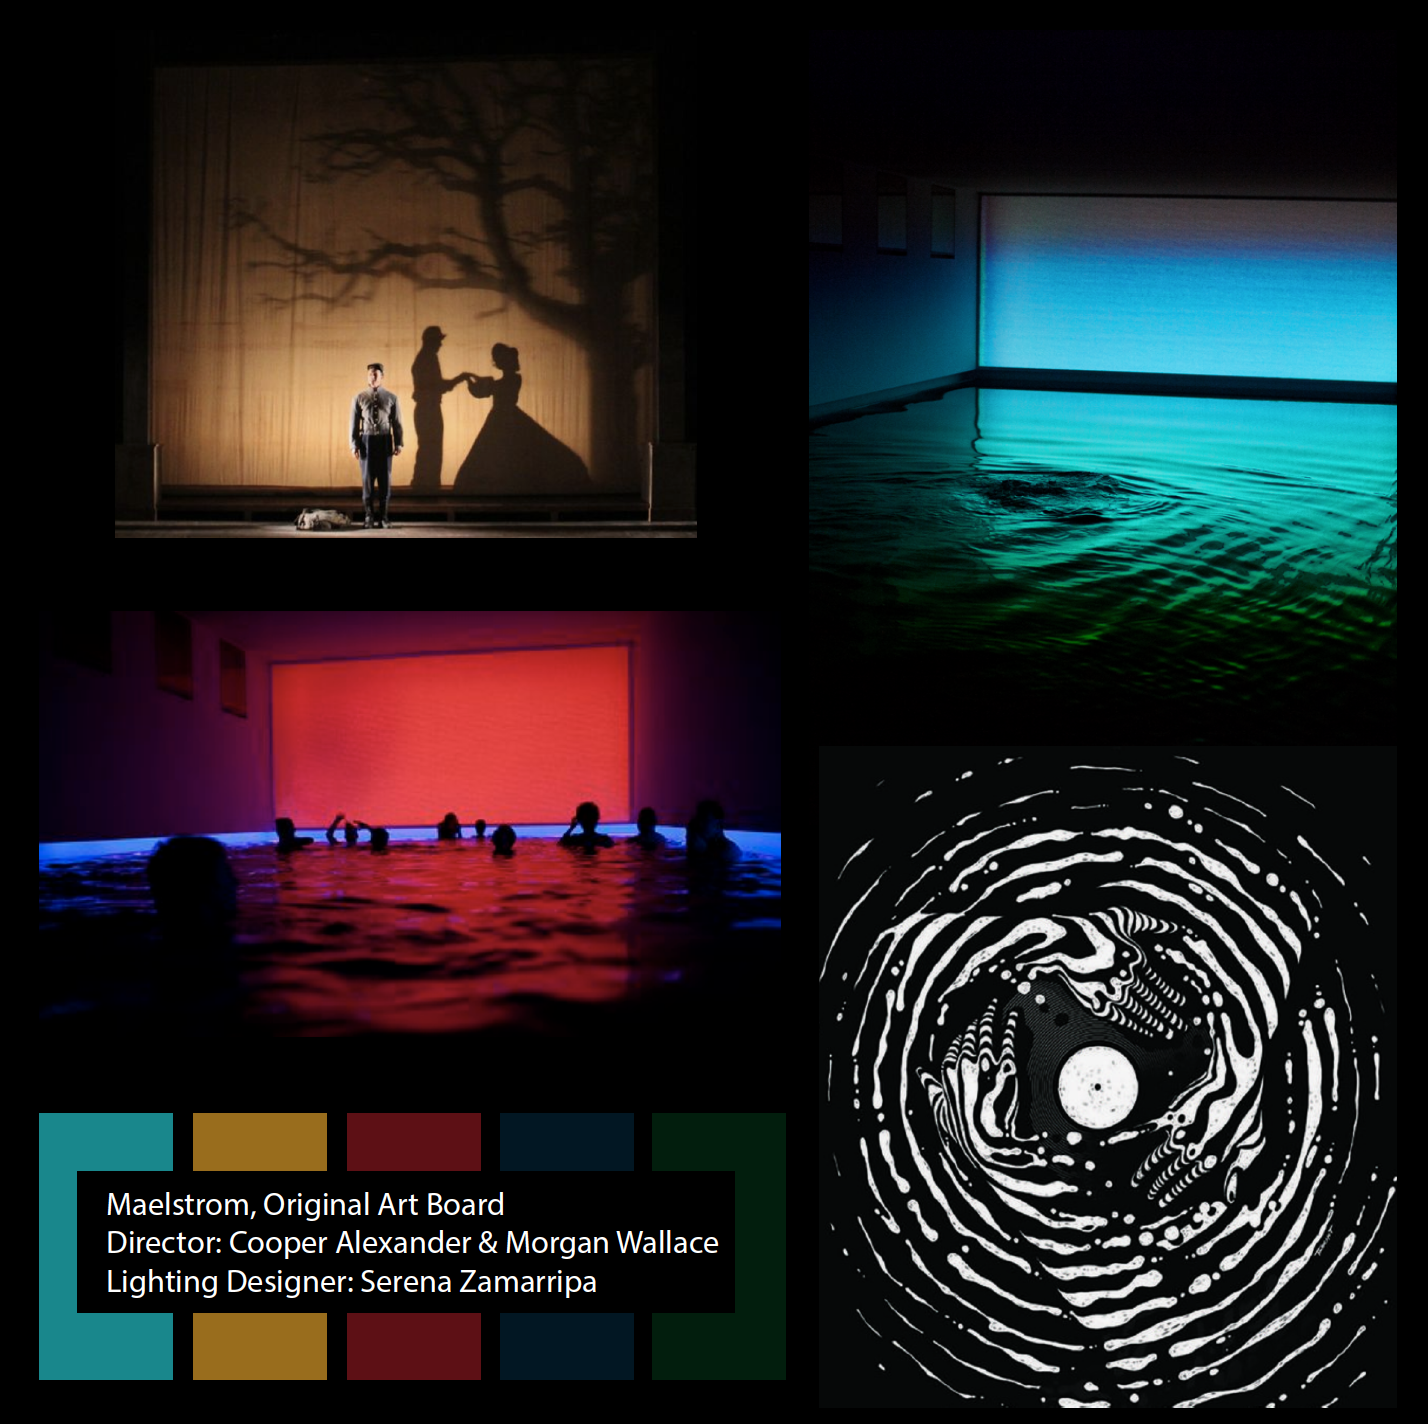 Maelstrom, Original Art Board
Director: Cooper Alexander & Morgan Wallace
Lighting Designer: Serena Zamarripa